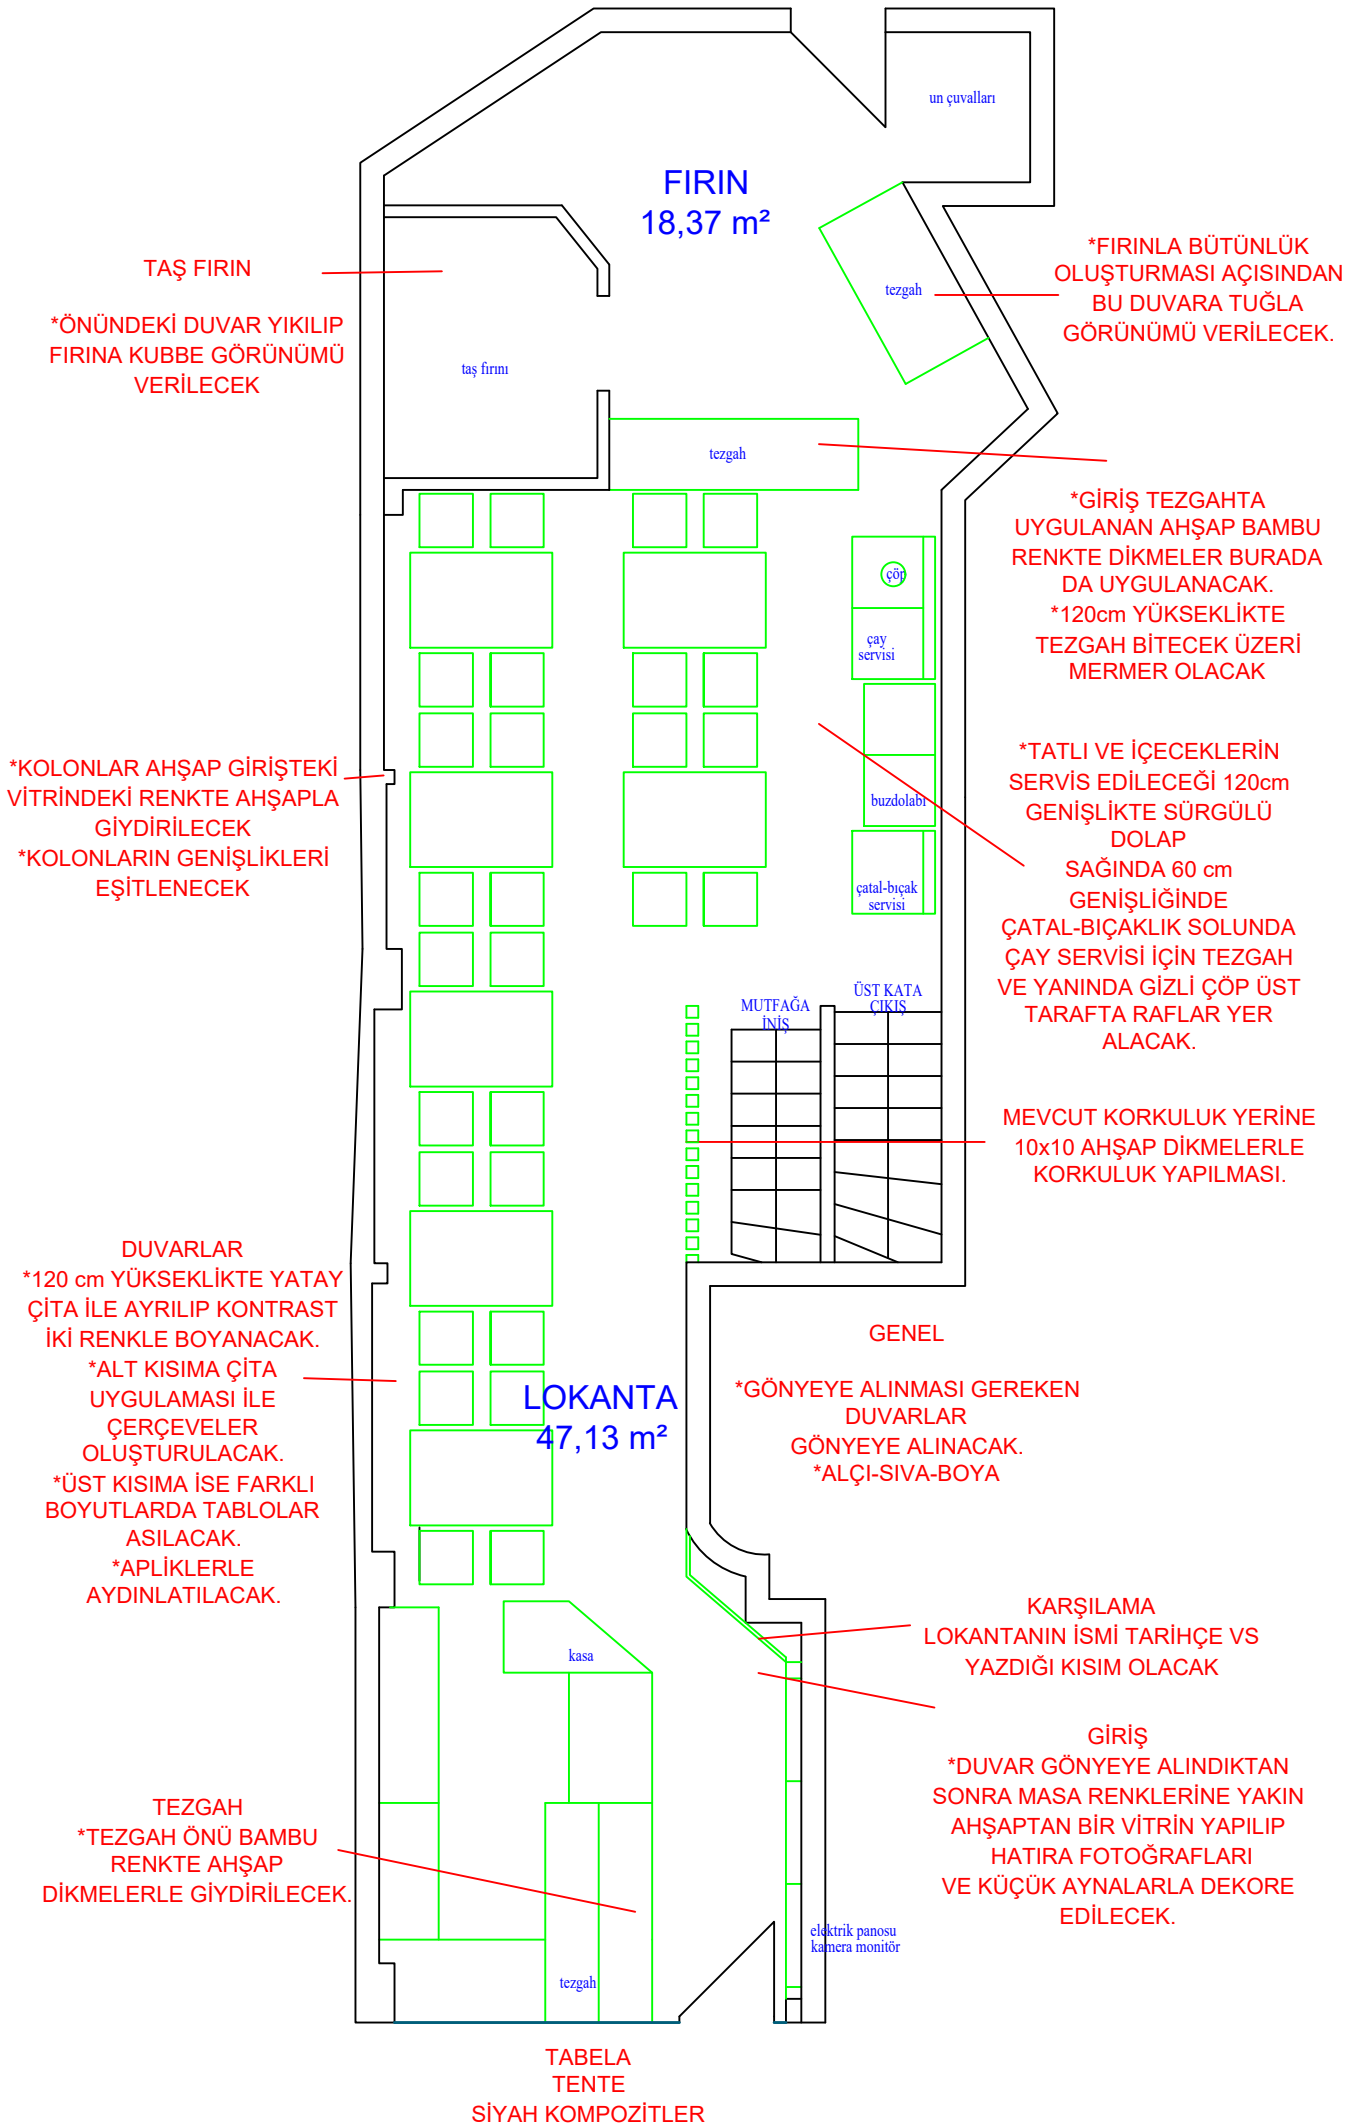 un çuvalları
FIRIN
18,37 m²
TAŞ FIRIN
*ÖNÜNDEKİ DUVAR YIKILIP
FIRINA KUBBE GÖRÜNÜMÜ
VERİLECEK
*FIRINLA BÜTÜNLÜK
OLUŞTURMASI AÇISINDAN
BU DUVARA TUĞLA
GÖRÜNÜMÜ VERİLECEK.
tezgah
taş fırını
tezgah
*GİRİŞ TEZGAHTA
UYGULANAN AHŞAP BAMBU
RENKTE DİKMELER BURADA
DA UYGULANACAK.
*120cm YÜKSEKLİKTE
TEZGAH BİTECEK ÜZERİ
MERMER OLACAK
çöp
çay
servisi
buzdolabı
çatal-bıçak
servisi
*KOLONLAR AHŞAP GİRİŞTEKİ
VİTRİNDEKİ RENKTE AHŞAPLA
GİYDİRİLECEK
*KOLONLARIN GENİŞLİKLERİ
EŞİTLENECEK
*TATLI VE İÇECEKLERİN
SERVİS EDİLECEĞİ 120cm
GENİŞLİKTE SÜRGÜLÜ
DOLAP
SAĞINDA 60 cm
GENİŞLİĞİNDE
ÇATAL-BIÇAKLIK SOLUNDA
ÇAY SERVİSİ İÇİN TEZGAH
VE YANINDA GİZLİ ÇÖP ÜST
TARAFTA RAFLAR YER
ALACAK.
MUTFAĞA
İNİŞ
ÜST KATA
ÇIKIŞ
MEVCUT KORKULUK YERİNE
10x10 AHŞAP DİKMELERLE
KORKULUK YAPILMASI.
DUVARLAR
*120 cm YÜKSEKLİKTE YATAY
ÇİTA İLE AYRILIP KONTRAST
İKİ RENKLE BOYANACAK.
*ALT KISIMA ÇİTA
UYGULAMASI İLE
ÇERÇEVELER
OLUŞTURULACAK.
*ÜST KISIMA İSE FARKLI
BOYUTLARDA TABLOLAR
ASILACAK.
*APLİKLERLE
AYDINLATILACAK.
LOKANTA
47,13 m²
GENEL
*GÖNYEYE ALINMASI GEREKEN
DUVARLAR
GÖNYEYE ALINACAK.
*ALÇI-SIVA-BOYA
kasa
KARŞILAMA
LOKANTANIN İSMİ TARİHÇE VS
YAZDIĞI KISIM OLACAK
GİRİŞ
*DUVAR GÖNYEYE ALINDIKTAN
SONRA MASA RENKLERİNE YAKIN
AHŞAPTAN BİR VİTRİN YAPILIP
HATIRA FOTOĞRAFLARI
VE KÜÇÜK AYNALARLA DEKORE
EDİLECEK.
TEZGAH
*TEZGAH ÖNÜ BAMBU
RENKTE AHŞAP
DİKMELERLE GİYDİRİLECEK.
elektrik panosu
kamera monitör
tezgah
TABELA
TENTE
SİYAH KOMPOZİTLER